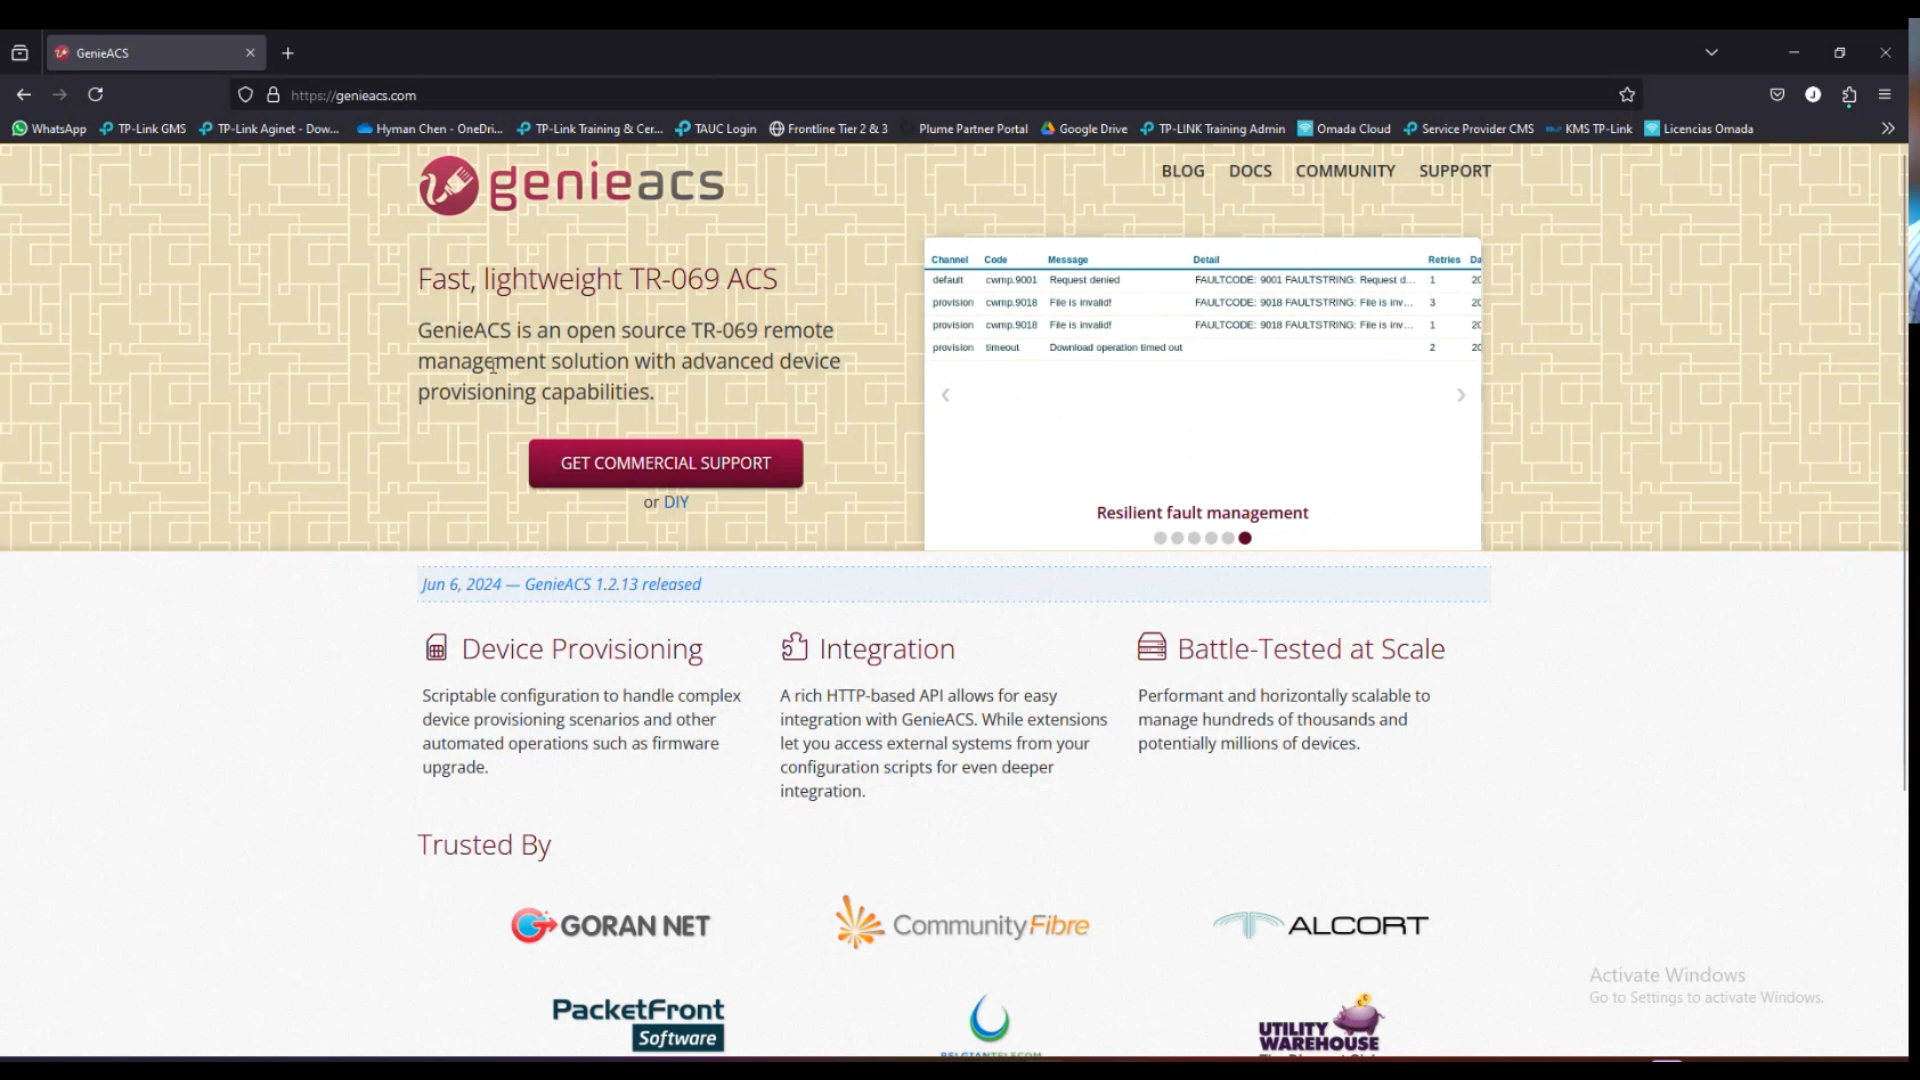 GenieACS
https://genieacs.com
WhatsApp TP-Link GMS TP-Link Aginet - Dow... Hyman Chen - OneDri... TP-Link Training & Cer... TAUC Login Frontline Tier 2 & 3 Plume Partner Portal Google Drive TP-LINK Training Admin Omada Cloud Service Provider CMS KMS TP-Link Licencias Omada
genieacs
BLOG DOCS COMMUNITY SUPPORT
Fast, lightweight TR-069 ACS
GenieACS is an open source TR-069 remote
management solution with advanced device
provisioning capabilities.
GET COMMERCIAL SUPPORT
or DIY
Channel Code Message Detail Retries Da
default cwmp.9001 Request denied FAULTCODE: 9001 FAULTSTRING: Request d... 1 20
provision cwmp.9018 File is invalid! FAULTCODE: 9018 FAULTSTRING: File is inv... 3 20
provision cwmp.9018 File is invalid! FAULTCODE: 9018 FAULTSTRING: File is inv... 1 20
provision timeout Download operation timed out 2 20
Resilient fault management
Jun 6, 2024 — GenieACS 1.2.13 released
Device Provisioning
Scriptable configuration to handle complex
device provisioning scenarios and other
automated operations such as firmware
upgrade.
Integration
A rich HTTP-based API allows for easy
integration with GenieACS. While extensions
let you access external systems from your
configuration scripts for even deeper
integration.
Battle-Tested at Scale
Performant and horizontally scalable to
manage hundreds of thousands and
potentially millions of devices.
Trusted By
GORAN NET
Community Fibre
ALCORT
PacketFront
Software
BELGIANTELECOM
UTILITY
WAREHOUSE
Activate Windows
Go to Settings to activate Windows.